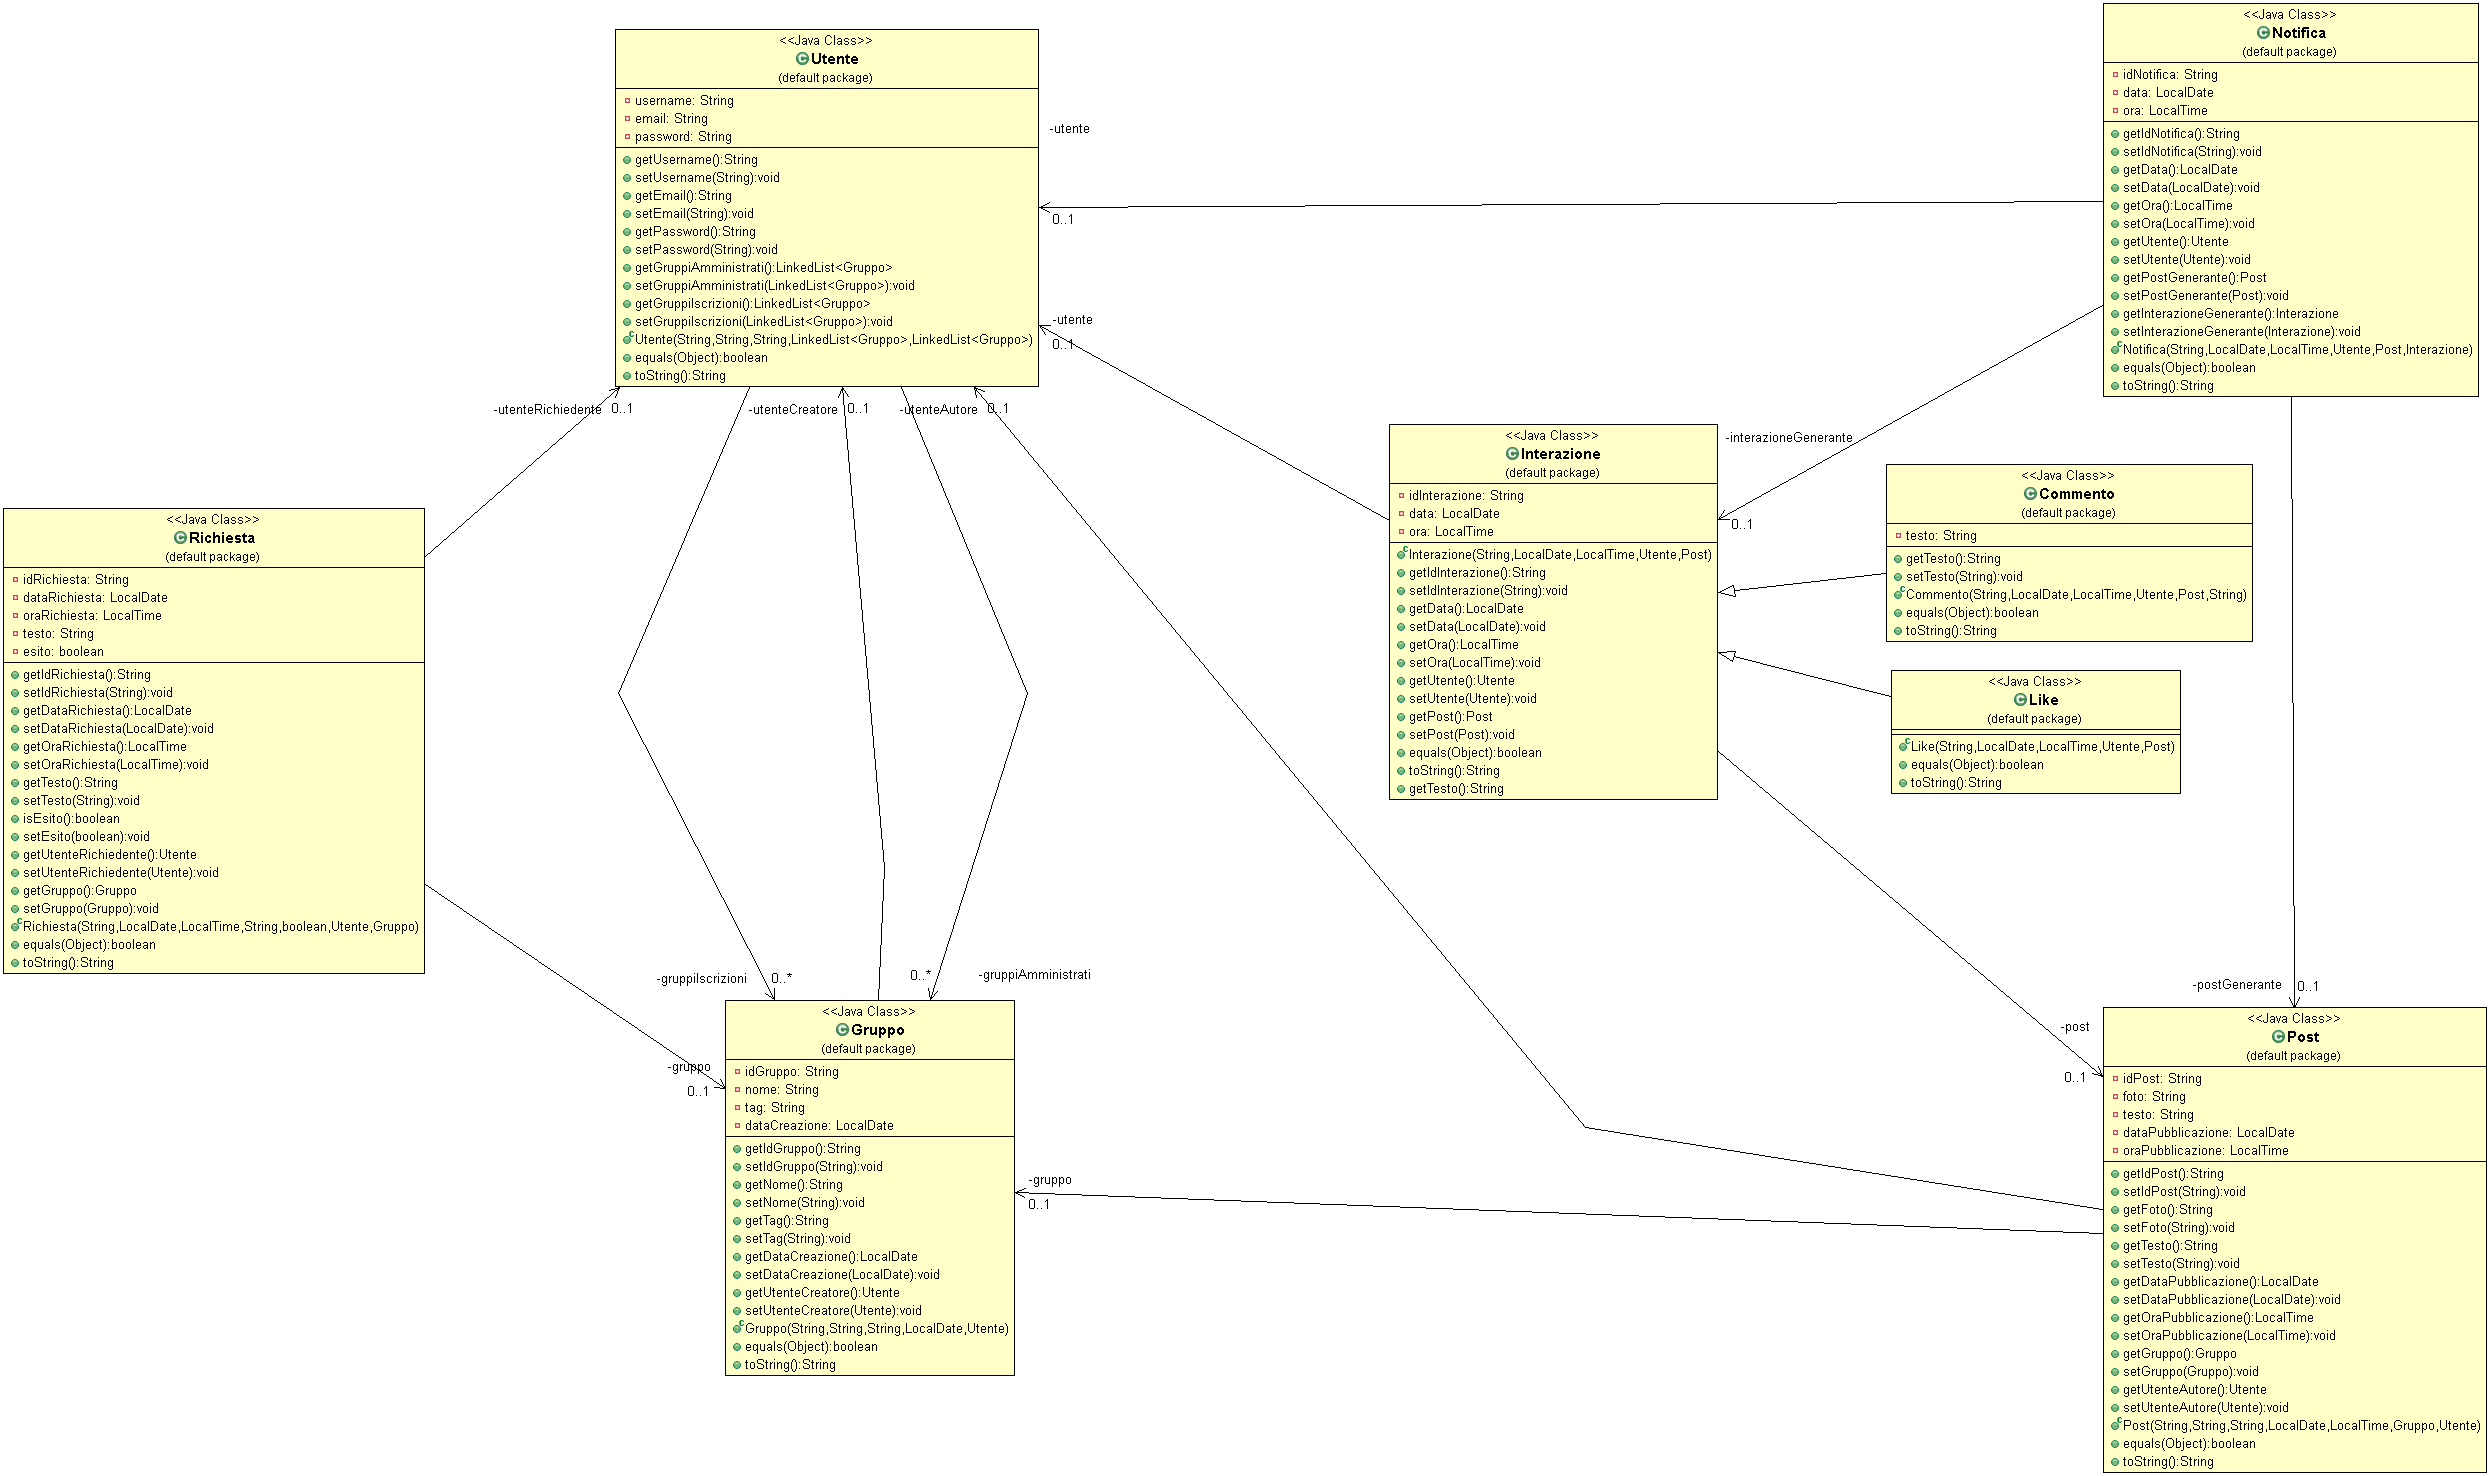 <<Java Class>>
Utente
(default package)
username: String
email: String
password: String
getUsername():String
setUsername(String):void
getEmail():String
setEmail(String):void
getPassword():String
setPassword(String):void
getGruppiAmministrati():LinkedList<Gruppo>
setGruppiAmministrati(LinkedList<Gruppo>):void
getGruppiIscrizioni():LinkedList<Gruppo>
setGruppiIscrizioni(LinkedList<Gruppo>):void
Utente(String,String,String,LinkedList<Gruppo>,LinkedList<Gruppo>)
equals(Object):boolean
toString():String
<<Java Class>>
Notifica
(default package)
idNotifica: String
data: LocalDate
ora: LocalTime
getIdNotifica():String
setIdNotifica(String):void
getData():LocalDate
setData(LocalDate):void
getOra():LocalTime
setOra(LocalTime):void
getUtente():Utente
setUtente(Utente):void
getPostGenerante():Post
setPostGenerante(Post):void
getInterazioneGenerante():Interazione
setInterazioneGenerante(Interazione):void
Notifica(String,LocalDate,LocalTime,Utente,Post,Interazione)
equals(Object):boolean
toString():String
-utente
0..1
-utente
0..1
-utenteRichiedente 0..1
-utenteCreatore 0..1
-utenteAutore 0..1
-interazioneGenerante
0..1
<<Java Class>>
Interazione
(default package)
idInterazione: String
data: LocalDate
ora: LocalTime
Interazione(String,LocalDate,LocalTime,Utente,Post)
getIdInterazione():String
setIdInterazione(String):void
getData():LocalDate
setData(LocalDate):void
getOra():LocalTime
setOra(LocalTime):void
getUtente():Utente
setUtente(Utente):void
getPost():Post
setPost(Post):void
equals(Object):boolean
toString():String
getTesto():String
<<Java Class>>
Commento
(default package)
testo: String
getTesto():String
setTesto(String):void
Commento(String,LocalDate,LocalTime,Utente,Post,String)
equals(Object):boolean
toString():String
<<Java Class>>
Like
(default package)
Like(String,LocalDate,LocalTime,Utente,Post)
equals(Object):boolean
toString():String
<<Java Class>>
Richiesta
(default package)
idRichiesta: String
dataRichiesta: LocalDate
oraRichiesta: LocalTime
testo: String
esito: boolean
getIdRichiesta():String
setIdRichiesta(String):void
getDataRichiesta():LocalDate
setDataRichiesta(LocalDate):void
getOraRichiesta():LocalTime
setOraRichiesta(LocalTime):void
getTesto():String
setTesto(String):void
isEsito():boolean
setEsito(boolean):void
getUtenteRichiedente():Utente
setUtenteRichiedente(Utente):void
getGruppo():Gruppo
setGruppo(Gruppo):void
Richiesta(String,LocalDate,LocalTime,String,boolean,Utente,Gruppo)
equals(Object):boolean
toString():String
-gruppiIscrizioni 0..*
0..* -gruppiAmministrati
-gruppo
0..1
-gruppo
0..1
-post
0..1
-postGenerante 0..1
<<Java Class>>
Gruppo
(default package)
idGruppo: String
nome: String
tag: String
dataCreazione: LocalDate
getIdGruppo():String
setIdGruppo(String):void
getNome():String
setNome(String):void
getTag():String
setTag(String):void
getDataCreazione():LocalDate
setDataCreazione(LocalDate):void
getUtenteCreatore():Utente
setUtenteCreatore(Utente):void
Gruppo(String,String,String,LocalDate,Utente)
equals(Object):boolean
toString():String
<<Java Class>>
Post
(default package)
idPost: String
foto: String
testo: String
dataPubblicazione: LocalDate
oraPubblicazione: LocalTime
getIdPost():String
setIdPost(String):void
getFoto():String
setFoto(String):void
getTesto():String
setTesto(String):void
getDataPubblicazione():LocalDate
setDataPubblicazione(LocalDate):void
getOraPubblicazione():LocalTime
setOraPubblicazione(LocalTime):void
getGruppo():Gruppo
setGruppo(Gruppo):void
getUtenteAutore():Utente
setUtenteAutore(Utente):void
Post(String,String,String,LocalDate,LocalTime,Gruppo,Utente)
equals(Object):boolean
toString():String